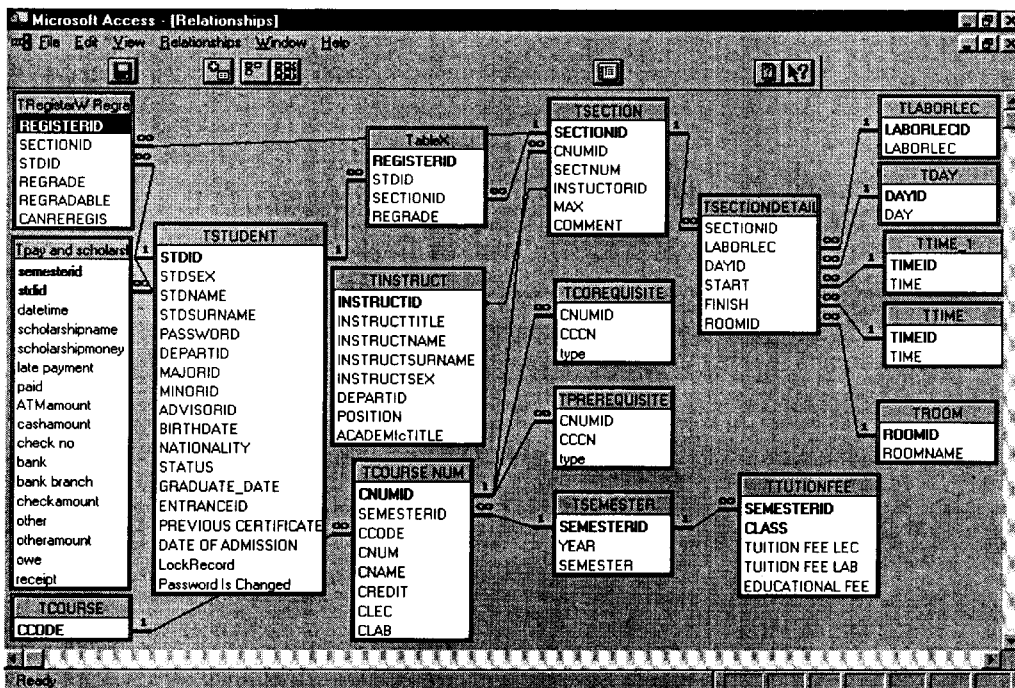 Microsoft Access - [Relationships]
File Edit View Relationships Window Help
TRegisterW Regra
REGISTERID
SECTIONID
STDID
REGRADE
REGRADABLE
CANREREGIS
Tpay and scholarsh
semesterid
stdid
datetime
scholarshipname
scholarshipmoney
late payment
paid
ATMamount
cashamount
check no
bank
bank branch
checkamount
other
otheramount
owe
receipt
TCOURSE
CCODE
TSTUDENT
STDID
STDSEX
STDNAME
STDSURNAME
PASSWORD
DEPARTID
MAJORID
MINORID
ADVISORID
BIRTHDATE
NATIONALITY
STATUS
GRADUATE_DATE
ENTRANCEID
PREVIOUS CERTIFICATE
DATE OF ADMISSION
LockRecord
Password Is Changed
TableX
REGISTERID
STDID
SECTIONID
REGRADE
TINSTRUCT
INSTRUCTID
INSTRUCTTITLE
INSTRUCTNAME
INSTRUCTSURNAME
INSTRUCTSEX
DEPARTID
POSITION
ACADEMIcTITLE
TCOURSE NUM
CNUMID
SEMESTERID
CCODE
CNUM
CNAME
CREDIT
CLEC
CLAB
TSECTION
SECTIONID
CNUMID
SECTNUM
INSTUCTORID
MAX
COMMENT
TCOREQUISITE
CNUMID
CCCN
type
TPREREQUISITE
CNUMID
CCCN
type
TSEMESTER
SEMESTERID
YEAR
SEMESTER
TSECTIONDETAIL
SECTIONID
LABORLEC
DAYID
START
FINISH
ROOMID
TLABORLEC
LABORLECID
LABORLEC
TDAY
DAYID
DAY
TTIME_1
TIMEID
TIME
TTIME
TIMEID
TIME
TROOM
ROOMID
ROOMNAME
TTUTIONFEE
SEMESTERID
CLASS
TUITION FEE LEC
TUITION FEE LAB
EDUCATIONAL FEE
Ready